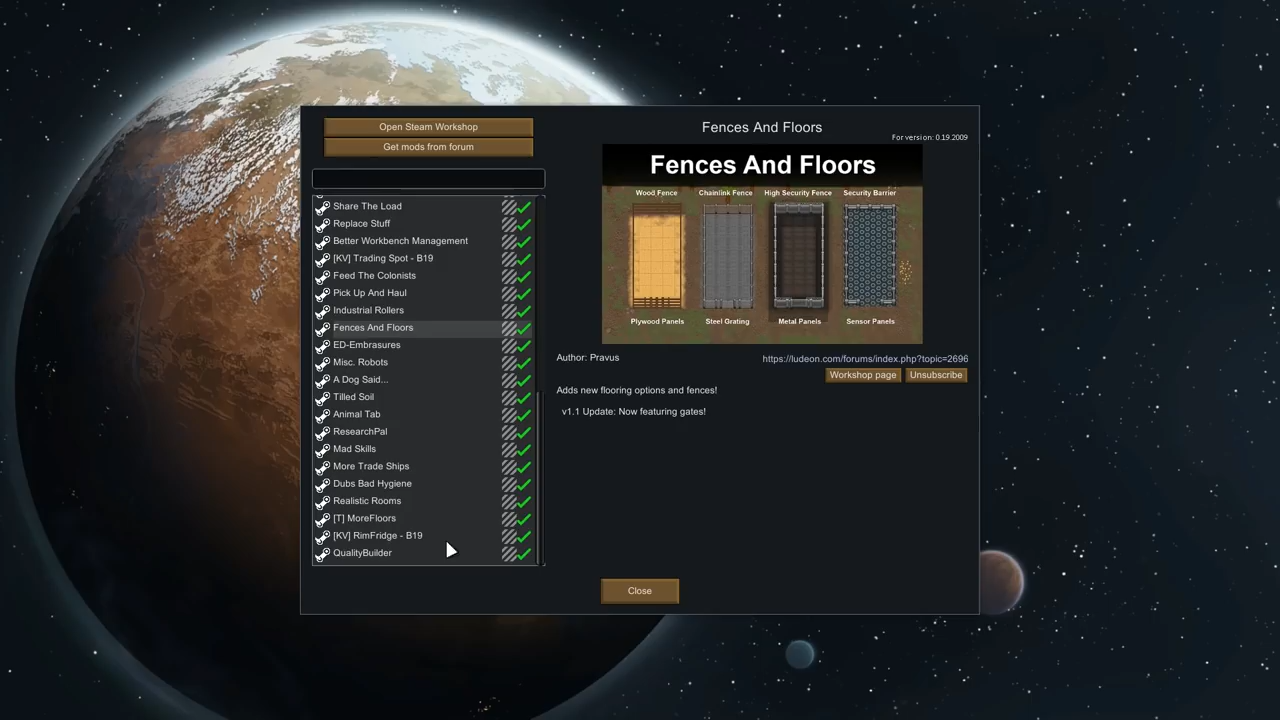 Open Steam Workshop
Get mods from forum
Share The Load
Replace Stuff
Better Workbench Management
[KV] Trading Spot - B19
Feed The Colonists
Pick Up And Haul
Industrial Rollers
Fences And Floors
ED-Embrasures
Misc. Robots
A Dog Said...
Tilled Soil
Animal Tab
ResearchPal
Mad Skills
More Trade Ships
Dubs Bad Hygiene
Realistic Rooms
[T] MoreFloors
[KV] RimFridge - B19
QualityBuilder
Fences And Floors
For version: 0.19.2009
Fences And Floors
Wood Fence Chainlink Fence High Security Fence Security Barrier
Plywood Panels Steel Grating Metal Panels Sensor Panels
Author: Pravus https://ludeon.com/forums/index.php?topic=2696
Workshop page Unsubscribe
Adds new flooring options and fences!
v1.1 Update: Now featuring gates!
Close